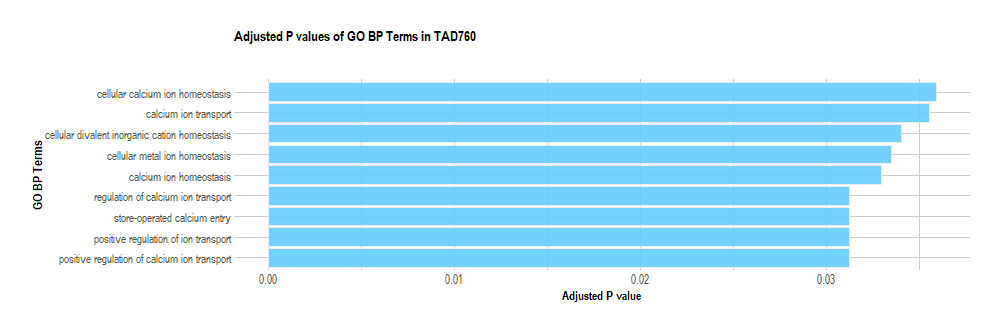 Adjusted P values of GO BP Terms in TAD760
GO BP Terms
cellular calcium ion homeostasis
calcium ion transport
cellular divalent inorganic cation homeostasis
cellular metal ion homeostasis
calcium ion homeostasis
regulation of calcium ion transport
store-operated calcium entry
positive regulation of ion transport
positive regulation of calcium ion transport
0.00 0.01 0.02 0.03
Adjusted P value